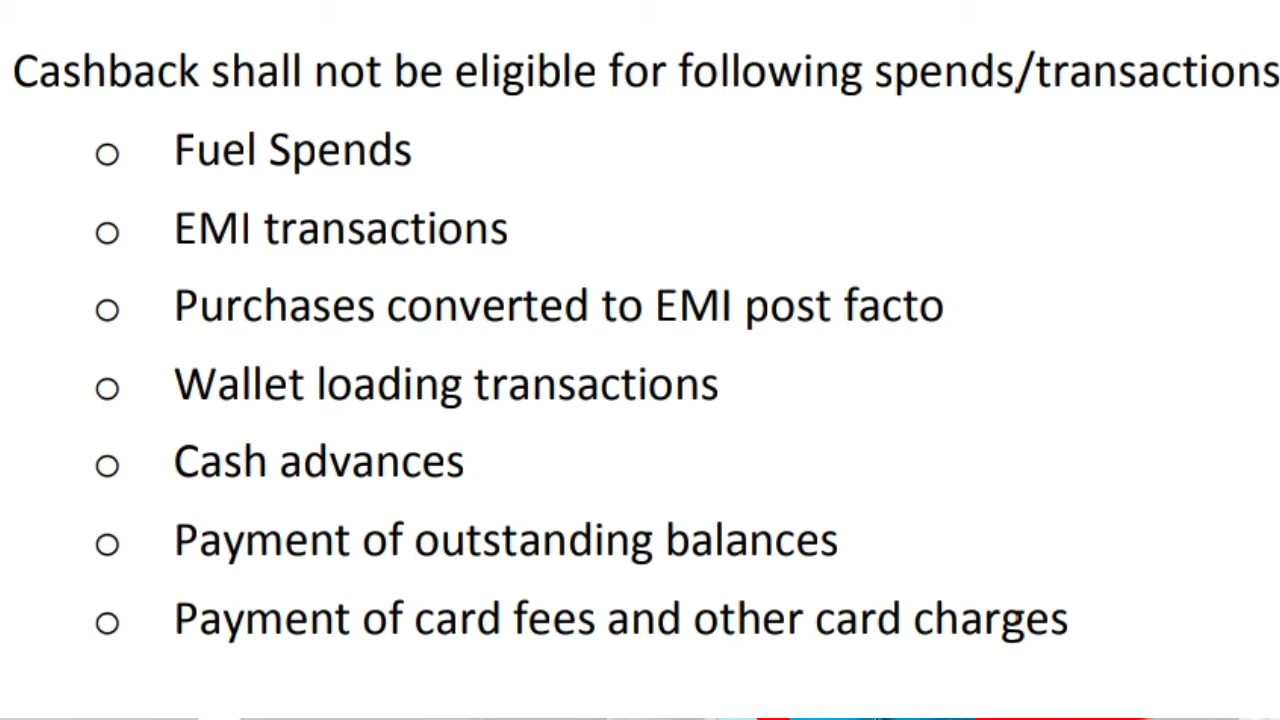 Cashback shall not be eligible for following spends/transactions
o Fuel Spends
o EMI transactions
o Purchases converted to EMI post facto
o Wallet loading transactions
o Cash advances
o Payment of outstanding balances
o Payment of card fees and other card charges